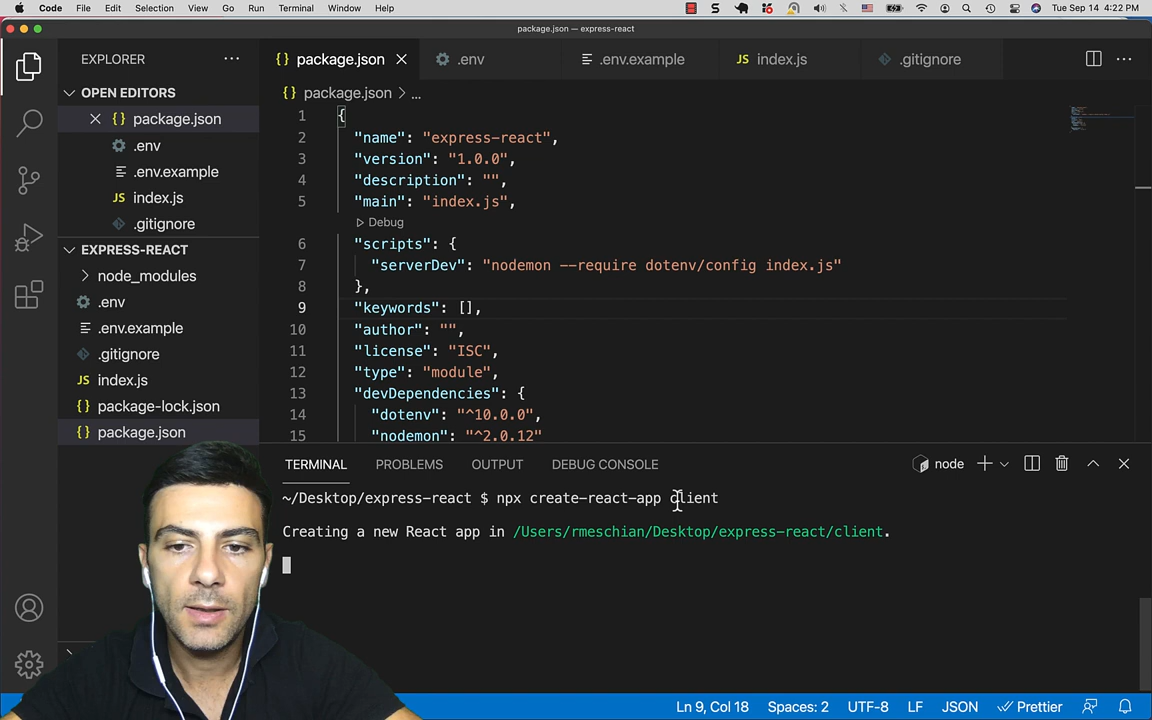 Code File Edit Selection View Go Run Terminal Window Help Tue Sep 14 4:22 PM
package.json — express-react
EXPLORER
package.json .env .env.example index.js .gitignore
OPEN EDITORS
package.json
.env
.env.example
index.js
.gitignore
EXPRESS-REACT
node_modules
.env
.env.example
.gitignore
index.js
package-lock.json
package.json
package.json > ...
1 {
2 "name": "express-react",
3 "version": "1.0.0",
4 "description": "",
5 "main": "index.js",
Debug
6 "scripts": {
7 "serverDev": "nodemon --require dotenv/config index.js"
8 },
9 "keywords": [],
10 "author": "",
11 "license": "ISC",
12 "type": "module",
13 "devDependencies": {
14 "dotenv": "^10.0.0",
15 "nodemon": "^2.0.12"
TERMINAL PROBLEMS OUTPUT DEBUG CONSOLE node
~/Desktop/express-react $ npx create-react-app client
Creating a new React app in /Users/rmeschian/Desktop/express-react/client.
Ln 9, Col 18 Spaces: 2 UTF-8 LF JSON Prettier